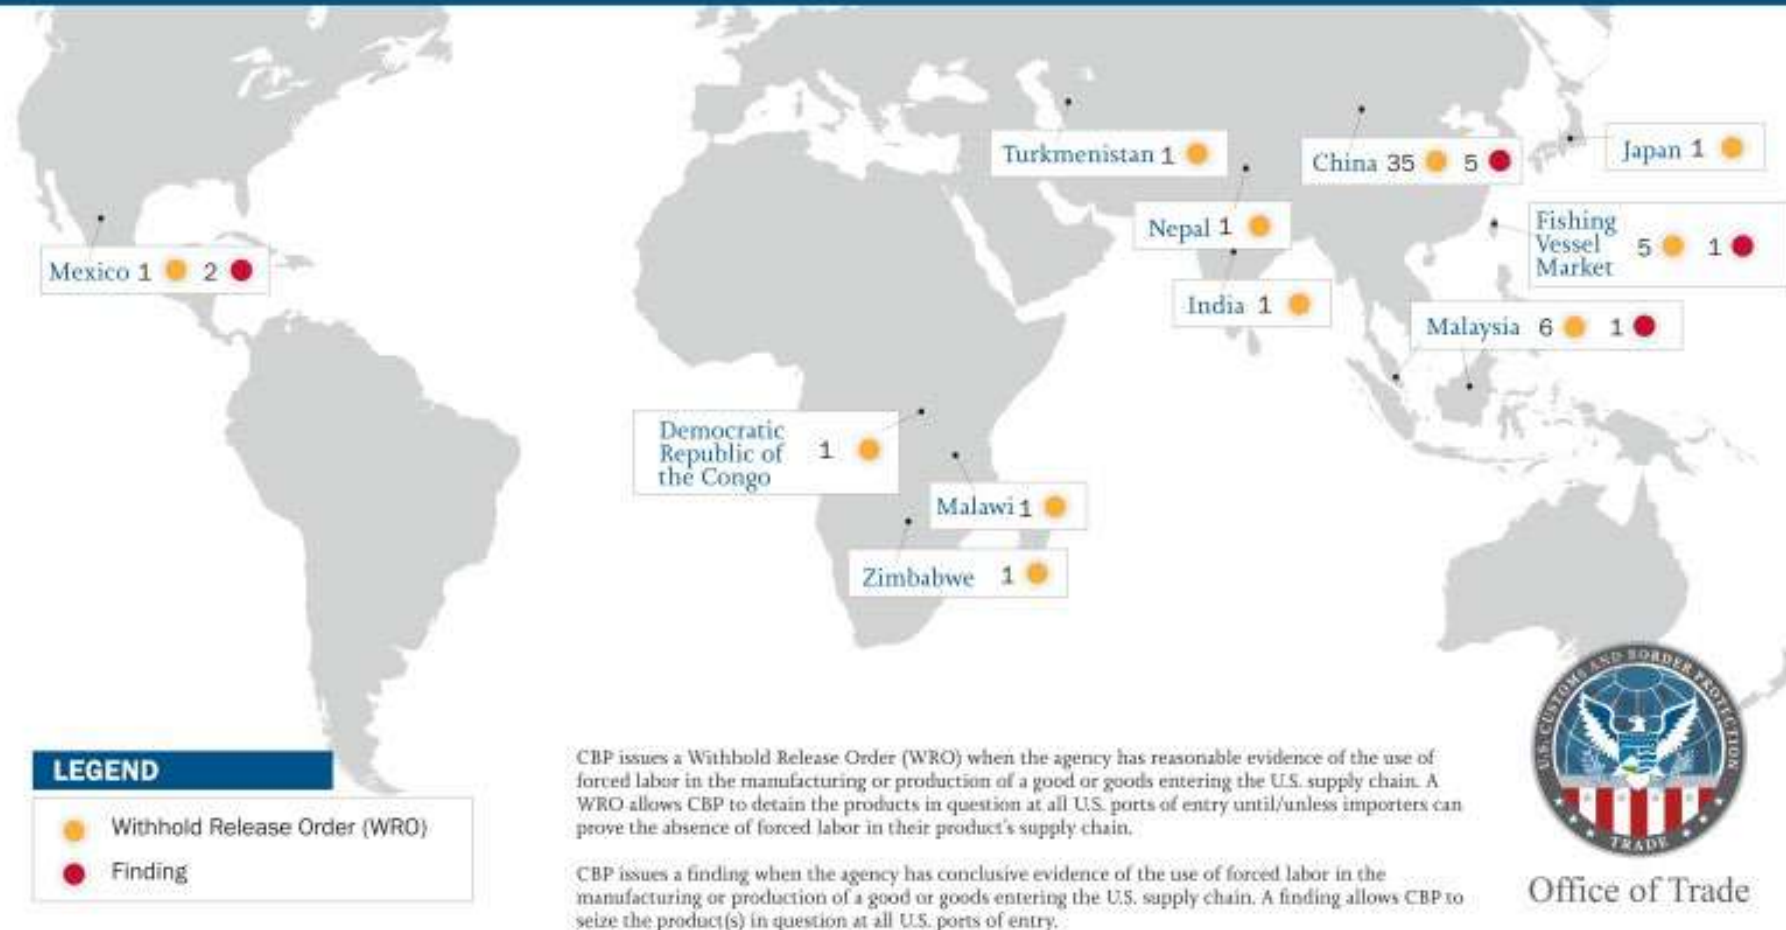 Turkmenistan 1
China 35 5
Japan 1
Nepal 1
Fishing
Vessel
Market
5 1
Mexico 1 2
India 1
Malaysia 6 1
Democratic
Republic of
the Congo
1
Malawi 1
Zimbabwe 1
LEGEND
Withhold Release Order (WRO)
Finding
CBP issues a Withhold Release Order (WRO) when the agency has reasonable evidence of the use of
forced labor in the manufacturing or production of a good or goods entering the U.S. supply chain. A
WRO allows CBP to detain the products in question at all U.S. ports of entry until/unless importers can
prove the absence of forced labor in their product's supply chain.
CBP issues a finding when the agency has conclusive evidence of the use of forced labor in the
manufacturing or production of a good or goods entering the U.S. supply chain. A finding allows CBP to
seize the product(s) in question at all U.S. ports of entry.
U.S. CUSTOMS AND BORDER PROTECTION
TRADE
Office of Trade